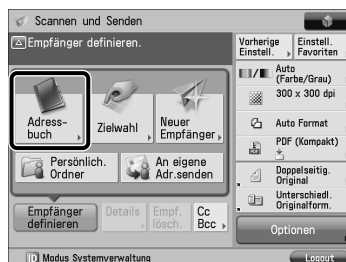 Scannen und Senden
Empfänger definieren.
Vorherige Einstell.
Einstell. Favoriten
Auto (Farbe/Grau)
300 x 300 dpi
Auto Format
PDF (Kompakt)
Doppelseitig. Original
Unterschiedl. Originalform.
Optionen
Adress-
buch
Zielwahl
Neuer
Empfänger
Persönlich.
Ordner
An eigene
Adr.senden
Empfänger
definieren
Details
Empf.
lösch.
Cc
Bcc
ID Modus Systemverwaltung
Logout